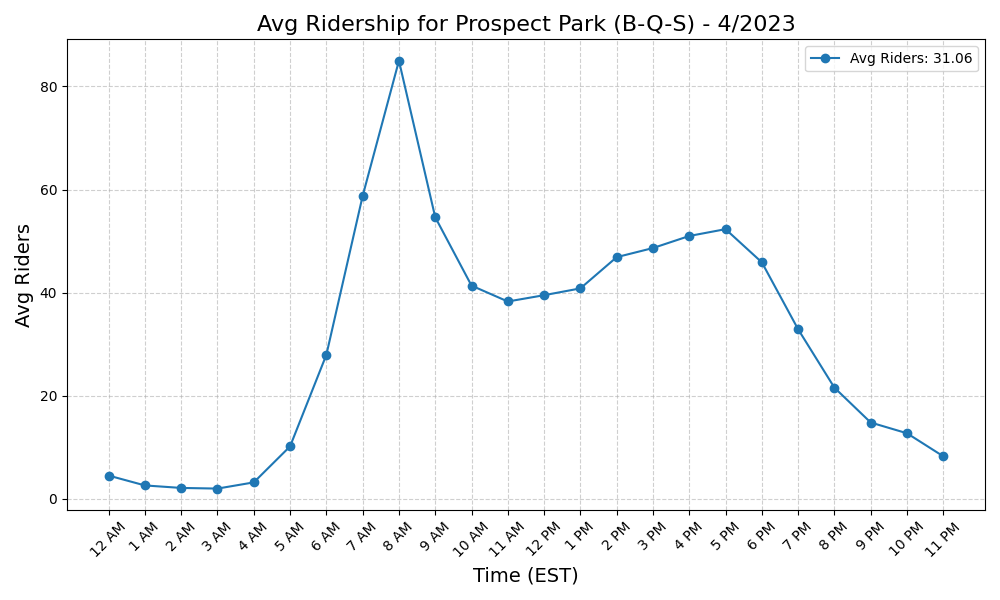 Avg Ridership for Prospect Park (B-Q-S) - 4/2023
Avg Riders: 31.06
Avg Riders
80
60
40
20
0
12 AM
1 AM
2 AM
3 AM
4 AM
5 AM
6 AM
7 AM
8 AM
9 AM
10 AM
11 AM
12 PM
1 PM
2 PM
3 PM
4 PM
5 PM
6 PM
7 PM
8 PM
9 PM
10 PM
11 PM
Time (EST)